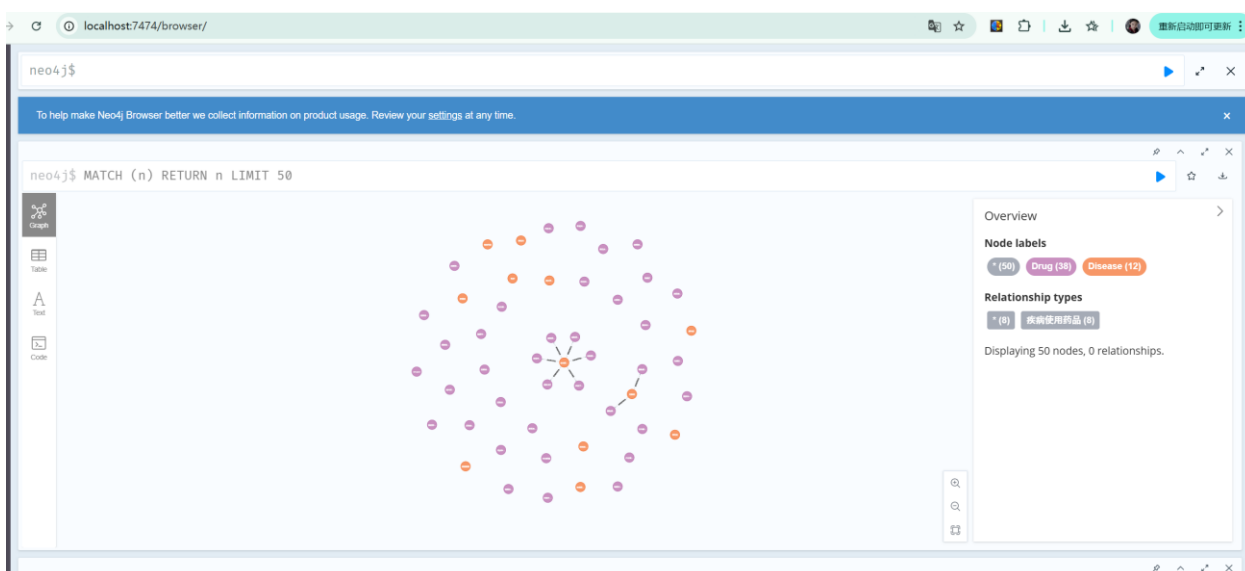 localhost:7474/browser/
重新启动即可更新
neo4j$
To help make Neo4j Browser better we collect information on product usage. Review your settings at any time.
neo4j$ MATCH (n) RETURN n LIMIT 50
Graph
Table
Text
Code
Overview
Node labels
* (50) Drug (38) Disease (12)
Relationship types
* (8) 疾病使用药品 (8)
Displaying 50 nodes, 0 relationships.